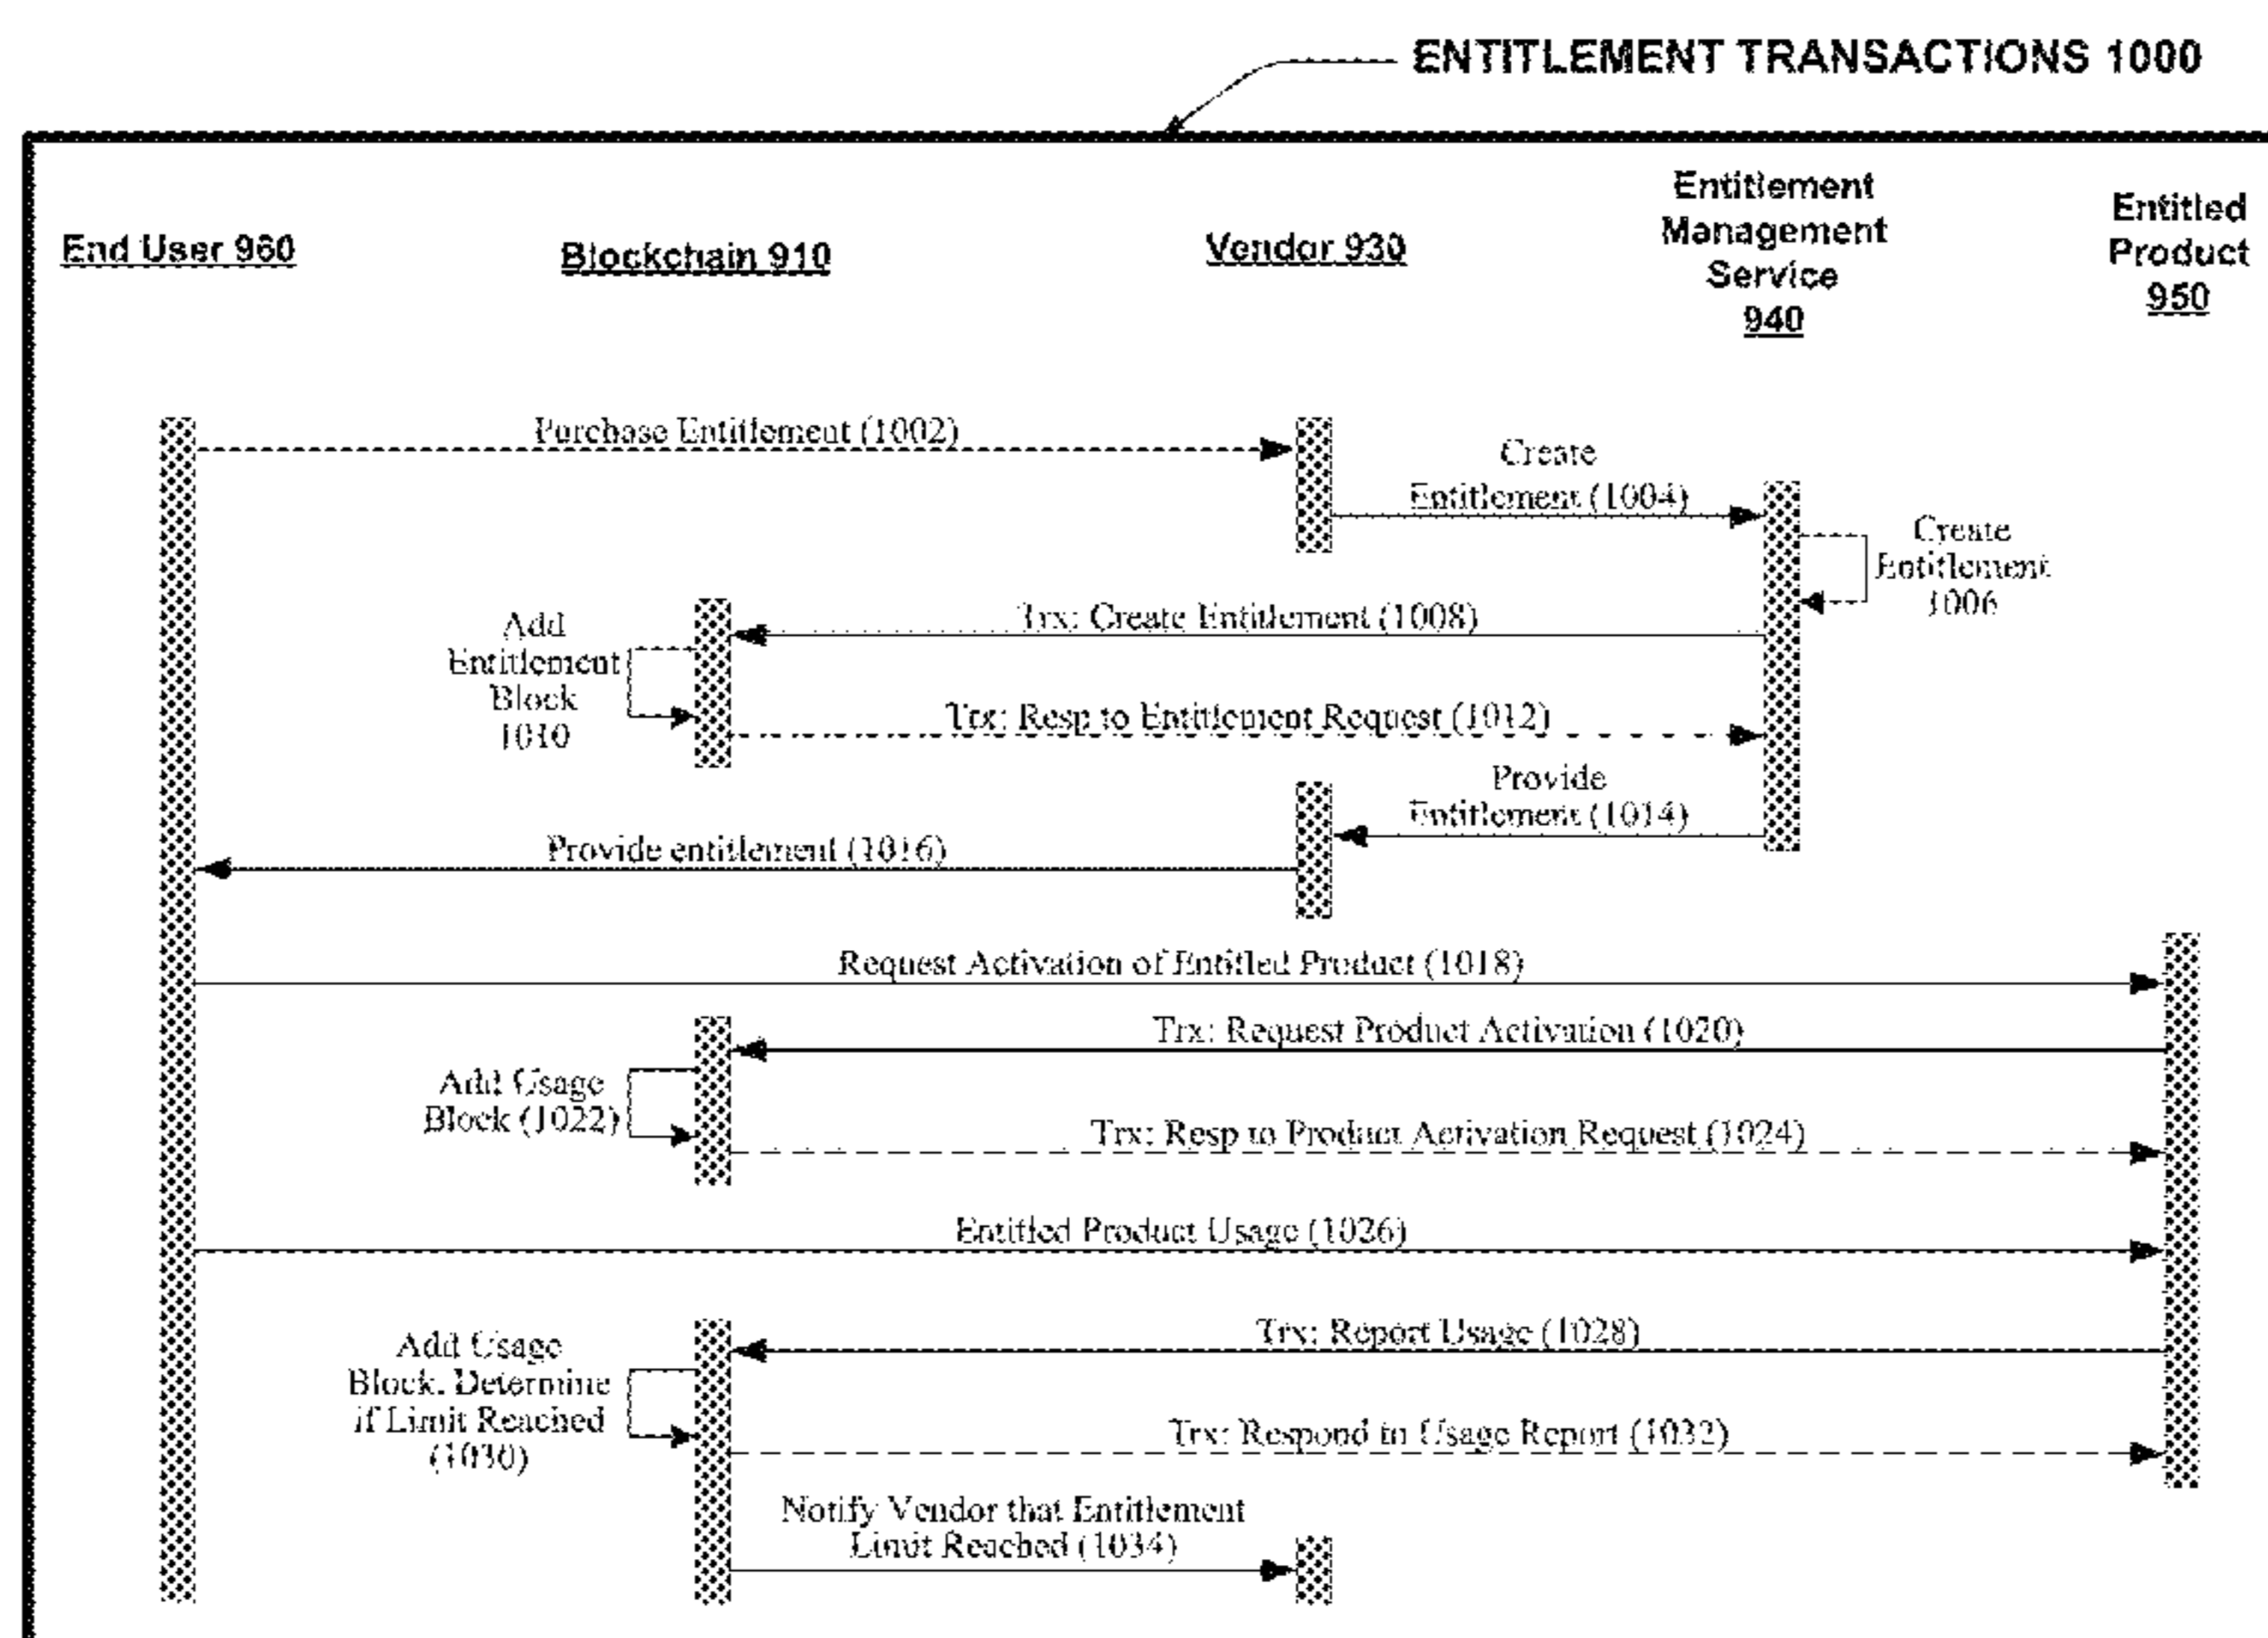 ENTITLEMENT TRANSACTIONS 1000
End User 960
Blockchain 910
Vendor 930
Entitlement
Management
Service
940
Entitled
Product
950
Purchase Entitlement (1002)
Create
Entitlement (1004)
Create
Entitlement
1006
Trx: Create Entitlement (1008)
Add
Entitlement
Block
1010
Trx: Resp to Entitlement Request (1012)
Provide
Entitlement (1014)
Provide entitlement (1016)
Request Activation of Entitled Product (1018)
Trx: Request Product Activation (1020)
Add Usage
Block (1022)
Trx: Resp to Product Activation Request (1024)
Entitled Product Usage (1026)
Trx: Report Usage (1028)
Add Usage
Block. Determine
if Limit Reached
(1030)
Trx: Respond to Usage Report (1032)
Notify Vendor that Entitlement
Limit Reached (1034)